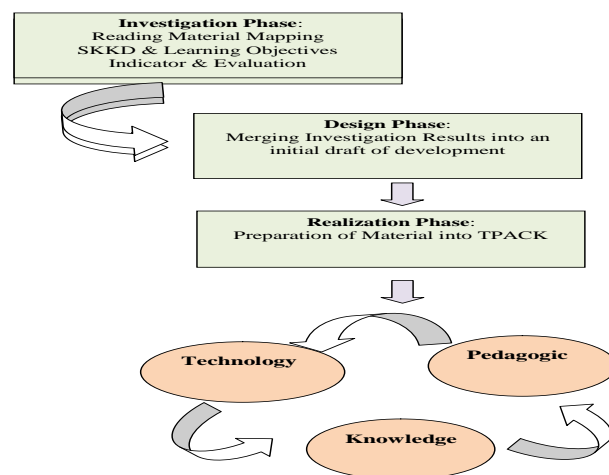 Investigation Phase:
Reading Material Mapping
SKKD & Learning Objectives
Indicator & Evaluation
Design Phase:
Merging Investigation Results into an
initial draft of development
Realization Phase:
Preparation of Material into TPACK
Technology
Pedagogic
Knowledge